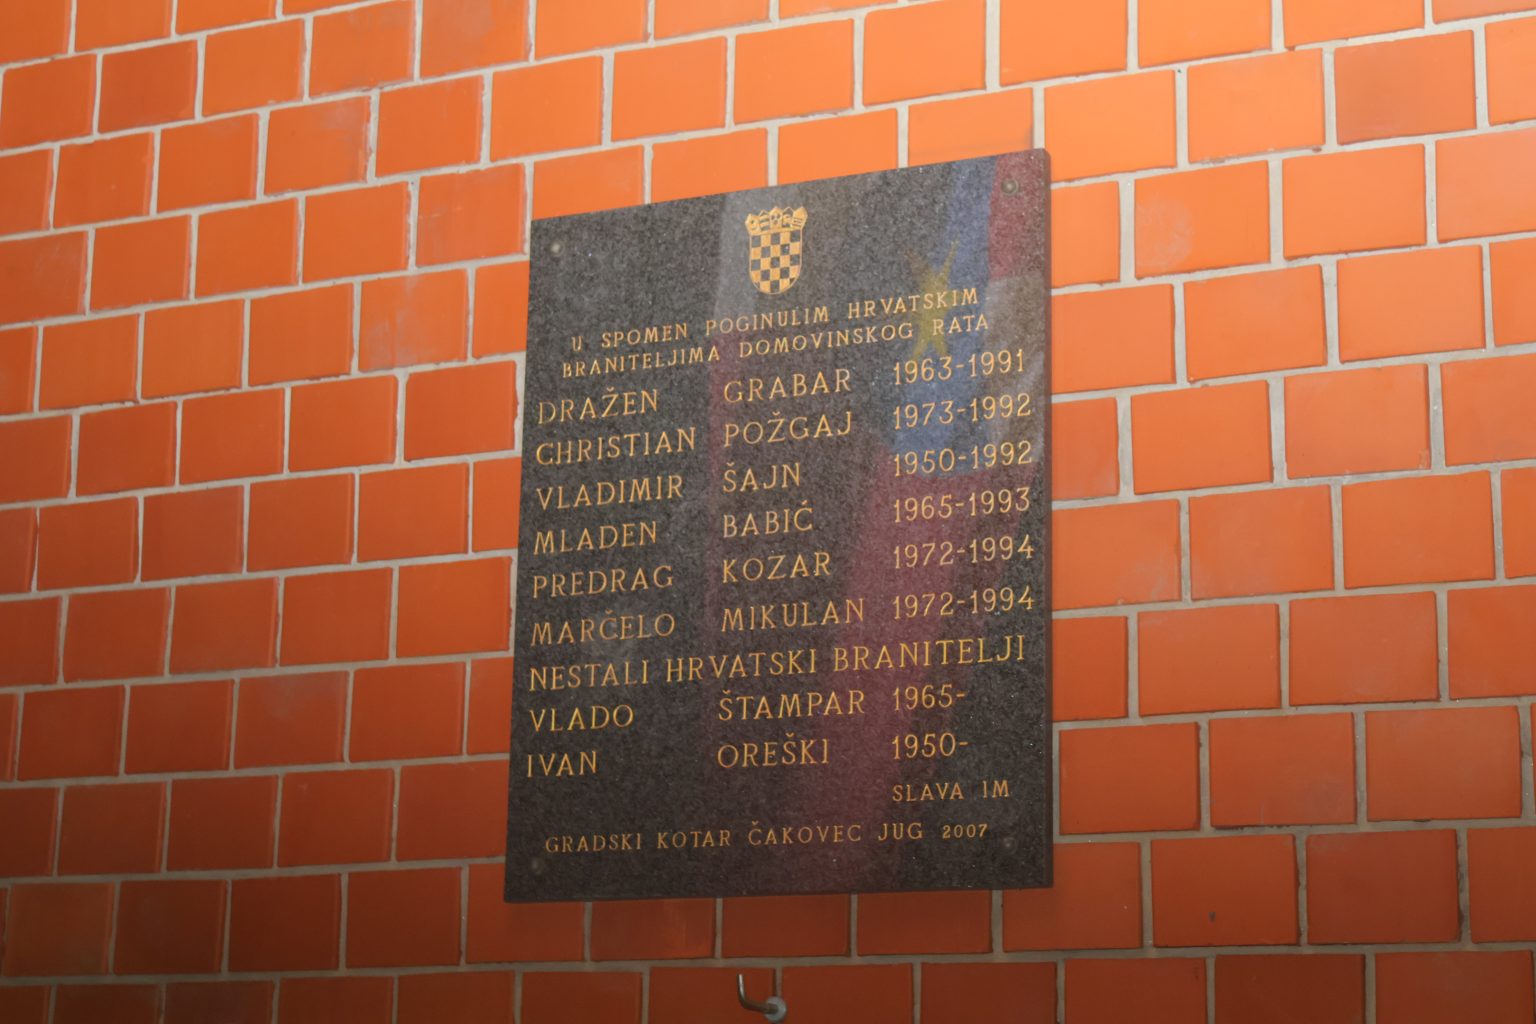 U SPOMEN POGINULIM HRVATSKIM
BRANITELJIMA DOMOVINSKOG RATA
DRAŽEN GRABAR 1963-1991
CHRISTIAN POŽGAJ 1973-1992
VLADIMIR ŠAJN 1950-1992
MLADEN BABIĆ 1965-1993
PREDRAG KOZAR 1972-1994
MARČELO MIKULAN 1972-1994
NESTALI HRVATSKI BRANITELJI
VLADO ŠTAMPAR 1965-
IVAN OREŠKI 1950-
SLAVA IM
GRADSKI KOTAR ČAKOVEC JUG 2007